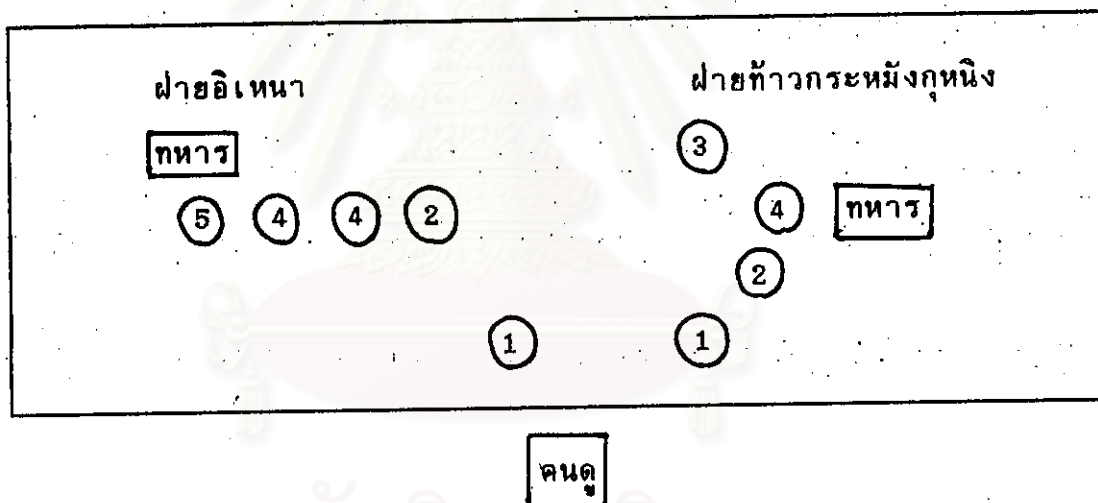 ฝ่ายอิเหนา ฝ่ายท้าวกระหมังกุหนิง
ทหาร 3
5 4 4 2 4 ทหาร
2
1 1
คนดู